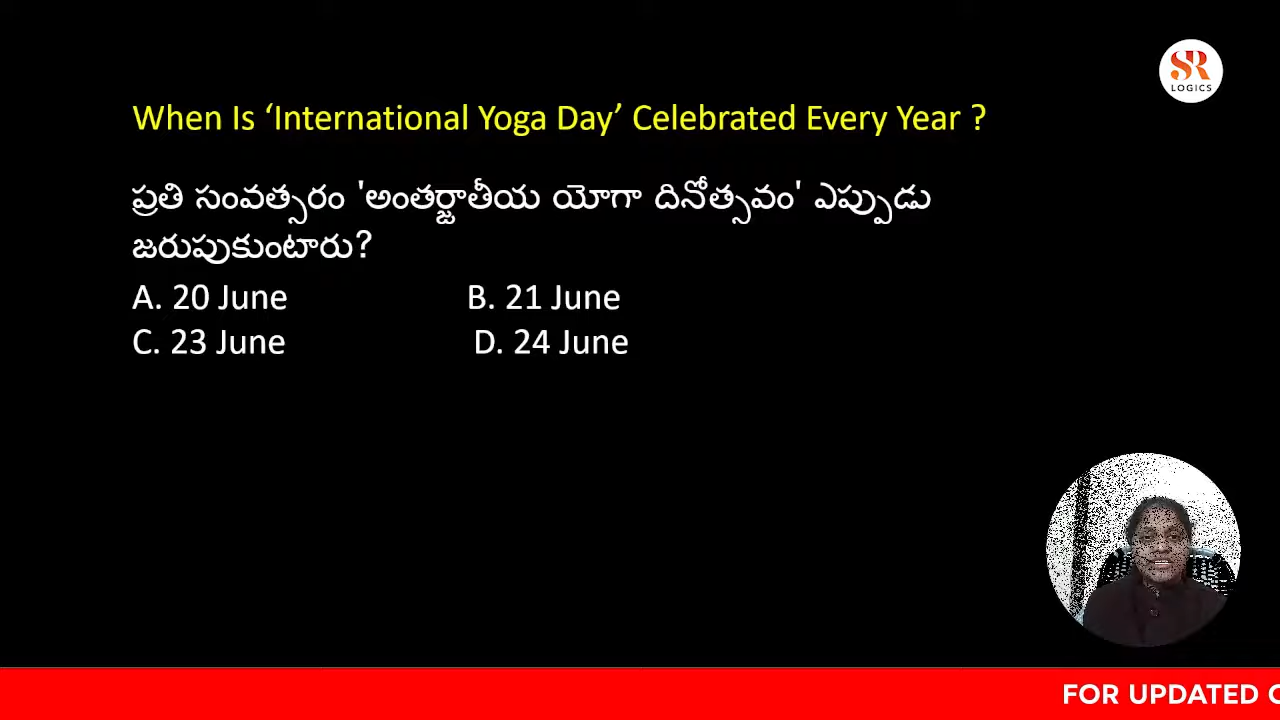 SR
LOGICS
When Is ‘International Yoga Day’ Celebrated Every Year ?
ప్రతి సంవత్సరం 'అంతర్జాతీయ యోగా దినోత్సవం' ఎప్పుడు
జరుపుకుంటారు?
A. 20 June B. 21 June
C. 23 June D. 24 June
FOR UPDATED